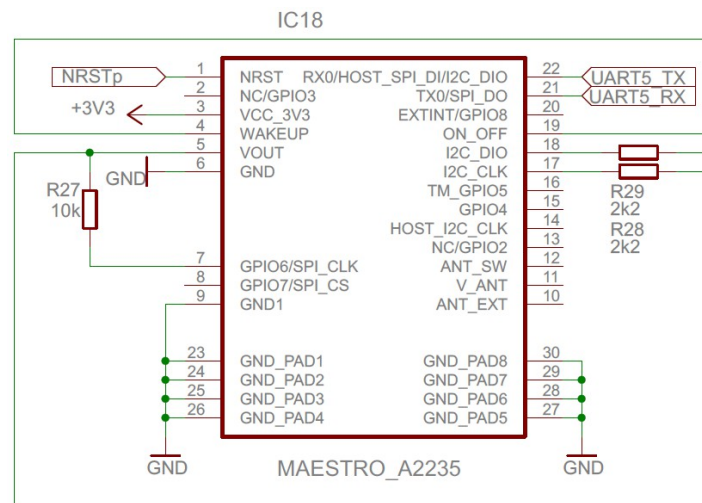 IC18
NRSTp
1 NRST
RX0/HOST_SPI_DI/I2C_DIO 22
UART5_TX
2 NC/GPIO3
TX0/SPI_DO 21
UART5_RX
+3V3
3 VCC_3V3
EXTINT/GPIO8 20
4 WAKEUP
ON_OFF 19
5 VOUT
I2C_DIO 18
GND
6 GND
I2C_CLK 17
R27
10k
TM_GPIO5 16
R29
2k2
GPIO4 15
HOST_I2C_CLK 14
R28
2k2
NC/GPIO2 13
7 GPIO6/SPI_CLK
ANT_SW 12
8 GPIO7/SPI_CS
V_ANT 11
9 GND1
ANT_EXT 10
23 GND_PAD1
GND_PAD8 30
24 GND_PAD2
GND_PAD7 29
25 GND_PAD3
GND_PAD6 28
26 GND_PAD4
GND_PAD5 27
GND
MAESTRO_A2235
GND